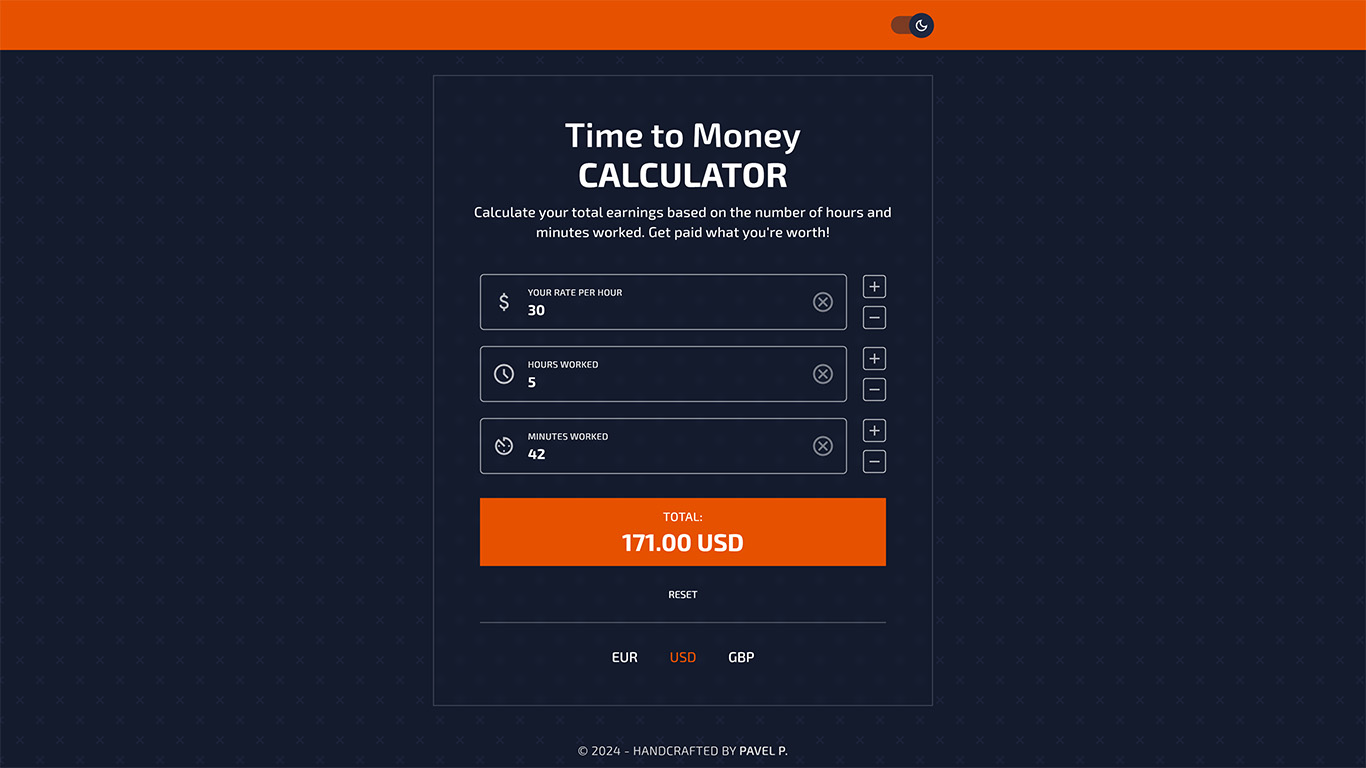 Time to Money
CALCULATOR
Calculate your total earnings based on the number of hours and
minutes worked. Get paid what you're worth!
$
YOUR RATE PER HOUR
30
HOURS WORKED
5
MINUTES WORKED
42
TOTAL:
171.00 USD
RESET
EUR USD GBP
© 2024 - HANDCRAFTED BY PAVEL P.